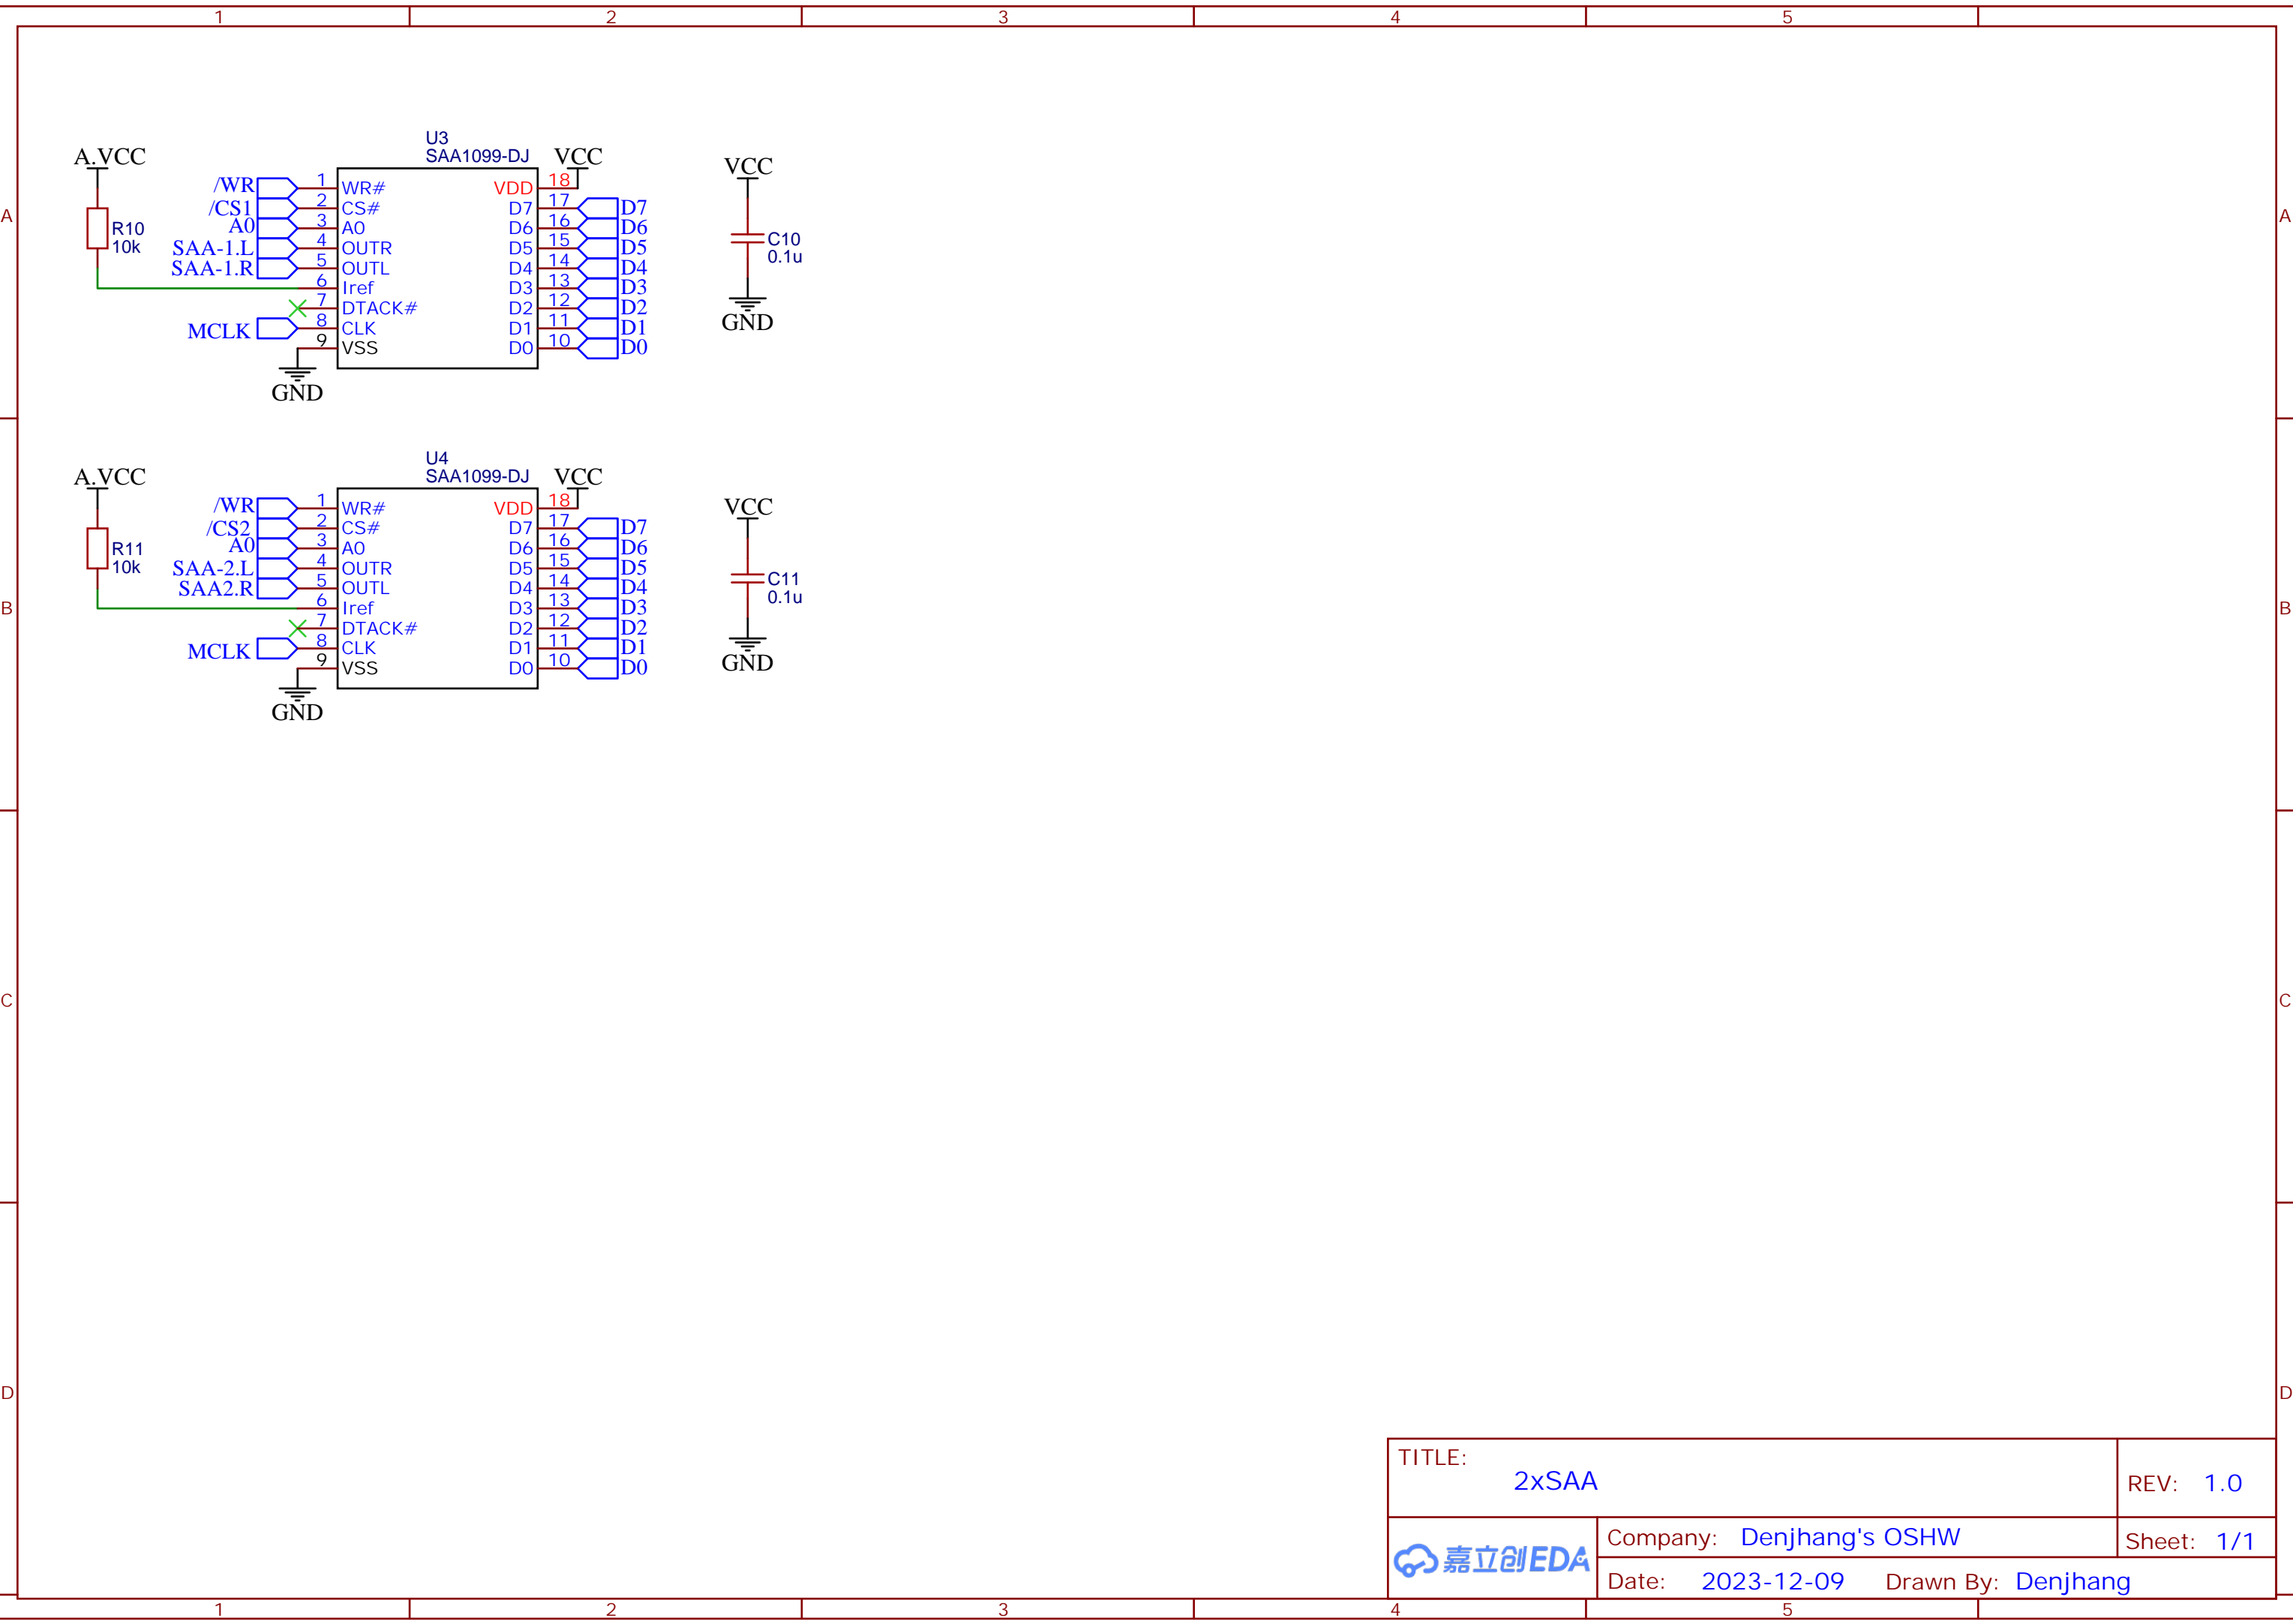 1 2 3 4 5
A A
B B
C C
D D
U3
SAA1099-DJ
A.VCC
VCC
R10
10k
/WR 1 WR#
/CS1 2 CS#
A0 3 A0
SAA-1.L 4 OUTR
SAA-1.R 5 OUTL
6 Iref
7 DTACK#
MCLK 8 CLK
9 VSS
GND
VDD 18
D7 17 D7
D6 16 D6
D5 15 D5
D4 14 D4
D3 13 D3
D2 12 D2
D1 11 D1
D0 10 D0
VCC
C10
0.1u
GND
U4
SAA1099-DJ
A.VCC
VCC
R11
10k
/WR 1 WR#
/CS2 2 CS#
A0 3 A0
SAA-2.L 4 OUTR
SAA2.R 5 OUTL
6 Iref
7 DTACK#
MCLK 8 CLK
9 VSS
GND
VDD 18
D7 17 D7
D6 16 D6
D5 15 D5
D4 14 D4
D3 13 D3
D2 12 D2
D1 11 D1
D0 10 D0
VCC
C11
0.1u
GND
TITLE:
2xSAA
REV: 1.0
嘉立创EDA
Company: Denjhang's OSHW
Sheet: 1/1
Date: 2023-12-09 Drawn By: Denjhang
1 2 3 4 5